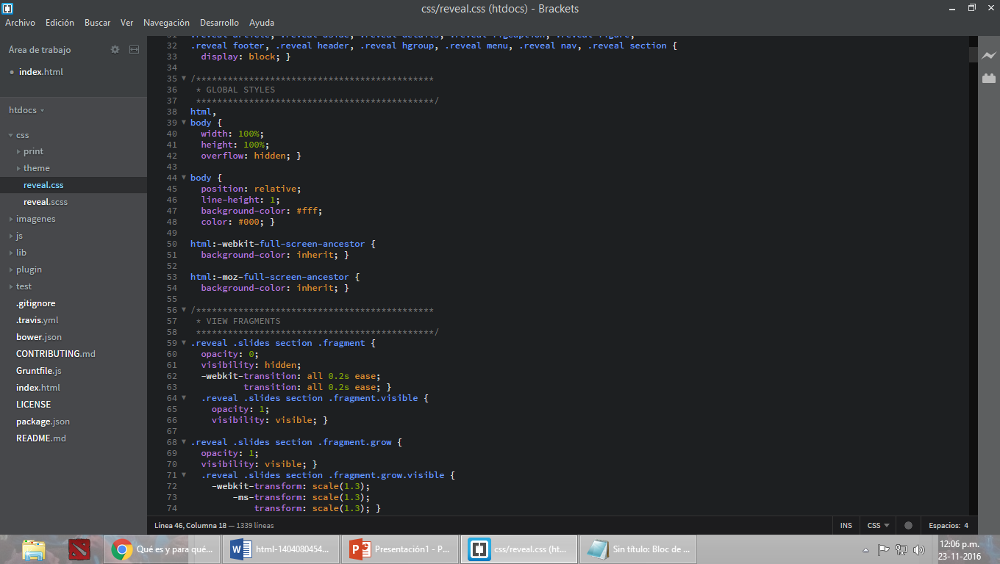 css/reveal.css (htdocs) - Brackets
Archivo Edición Buscar Ver Navegación Desarrollo Ayuda
Área de trabajo
• index.html
htdocs
css
print
theme
reveal.css
reveal.scss
imagenes
js
lib
plugin
test
.gitignore
.travis.yml
bower.json
CONTRIBUTING.md
Gruntfile.js
index.html
LICENSE
package.json
README.md
31 .reveal article, .reveal aside, .reveal details, .reveal figcaption, .reveal figure,
32 .reveal footer, .reveal header, .reveal hgroup, .reveal menu, .reveal nav, .reveal section {
33   display: block; }
34
35 /*********************************************
36  * GLOBAL STYLES
37  *********************************************/
38 html,
39 body {
40   width: 100%;
41   height: 100%;
42   overflow: hidden; }
43
44 body {
45   position: relative;
46   line-height: 1;
47   background-color: #fff;
48   color: #000; }
49
50 html:-webkit-full-screen-ancestor {
51   background-color: inherit; }
52
53 html:-moz-full-screen-ancestor {
54   background-color: inherit; }
55
56 /*********************************************
57  * VIEW FRAGMENTS
58  *********************************************/
59 .reveal .slides section .fragment {
60   opacity: 0;
61   visibility: hidden;
62   -webkit-transition: all 0.2s ease;
63           transition: all 0.2s ease; }
64   .reveal .slides section .fragment.visible {
65     opacity: 1;
66     visibility: visible; }
67
68 .reveal .slides section .fragment.grow {
69   opacity: 1;
70   visibility: visible; }
71   .reveal .slides section .fragment.grow.visible {
72     -webkit-transform: scale(1.3);
73         -ms-transform: scale(1.3);
74             transform: scale(1.3); }
Línea 46, Columna 18 — 1339 líneas
INS CSS Espacios: 4
Qué es y para qué...
html-1404080454...
Presentación1 - P...
css/reveal.css (ht...
Sin título: Bloc de ...
12:06 p.m.
23-11-2016